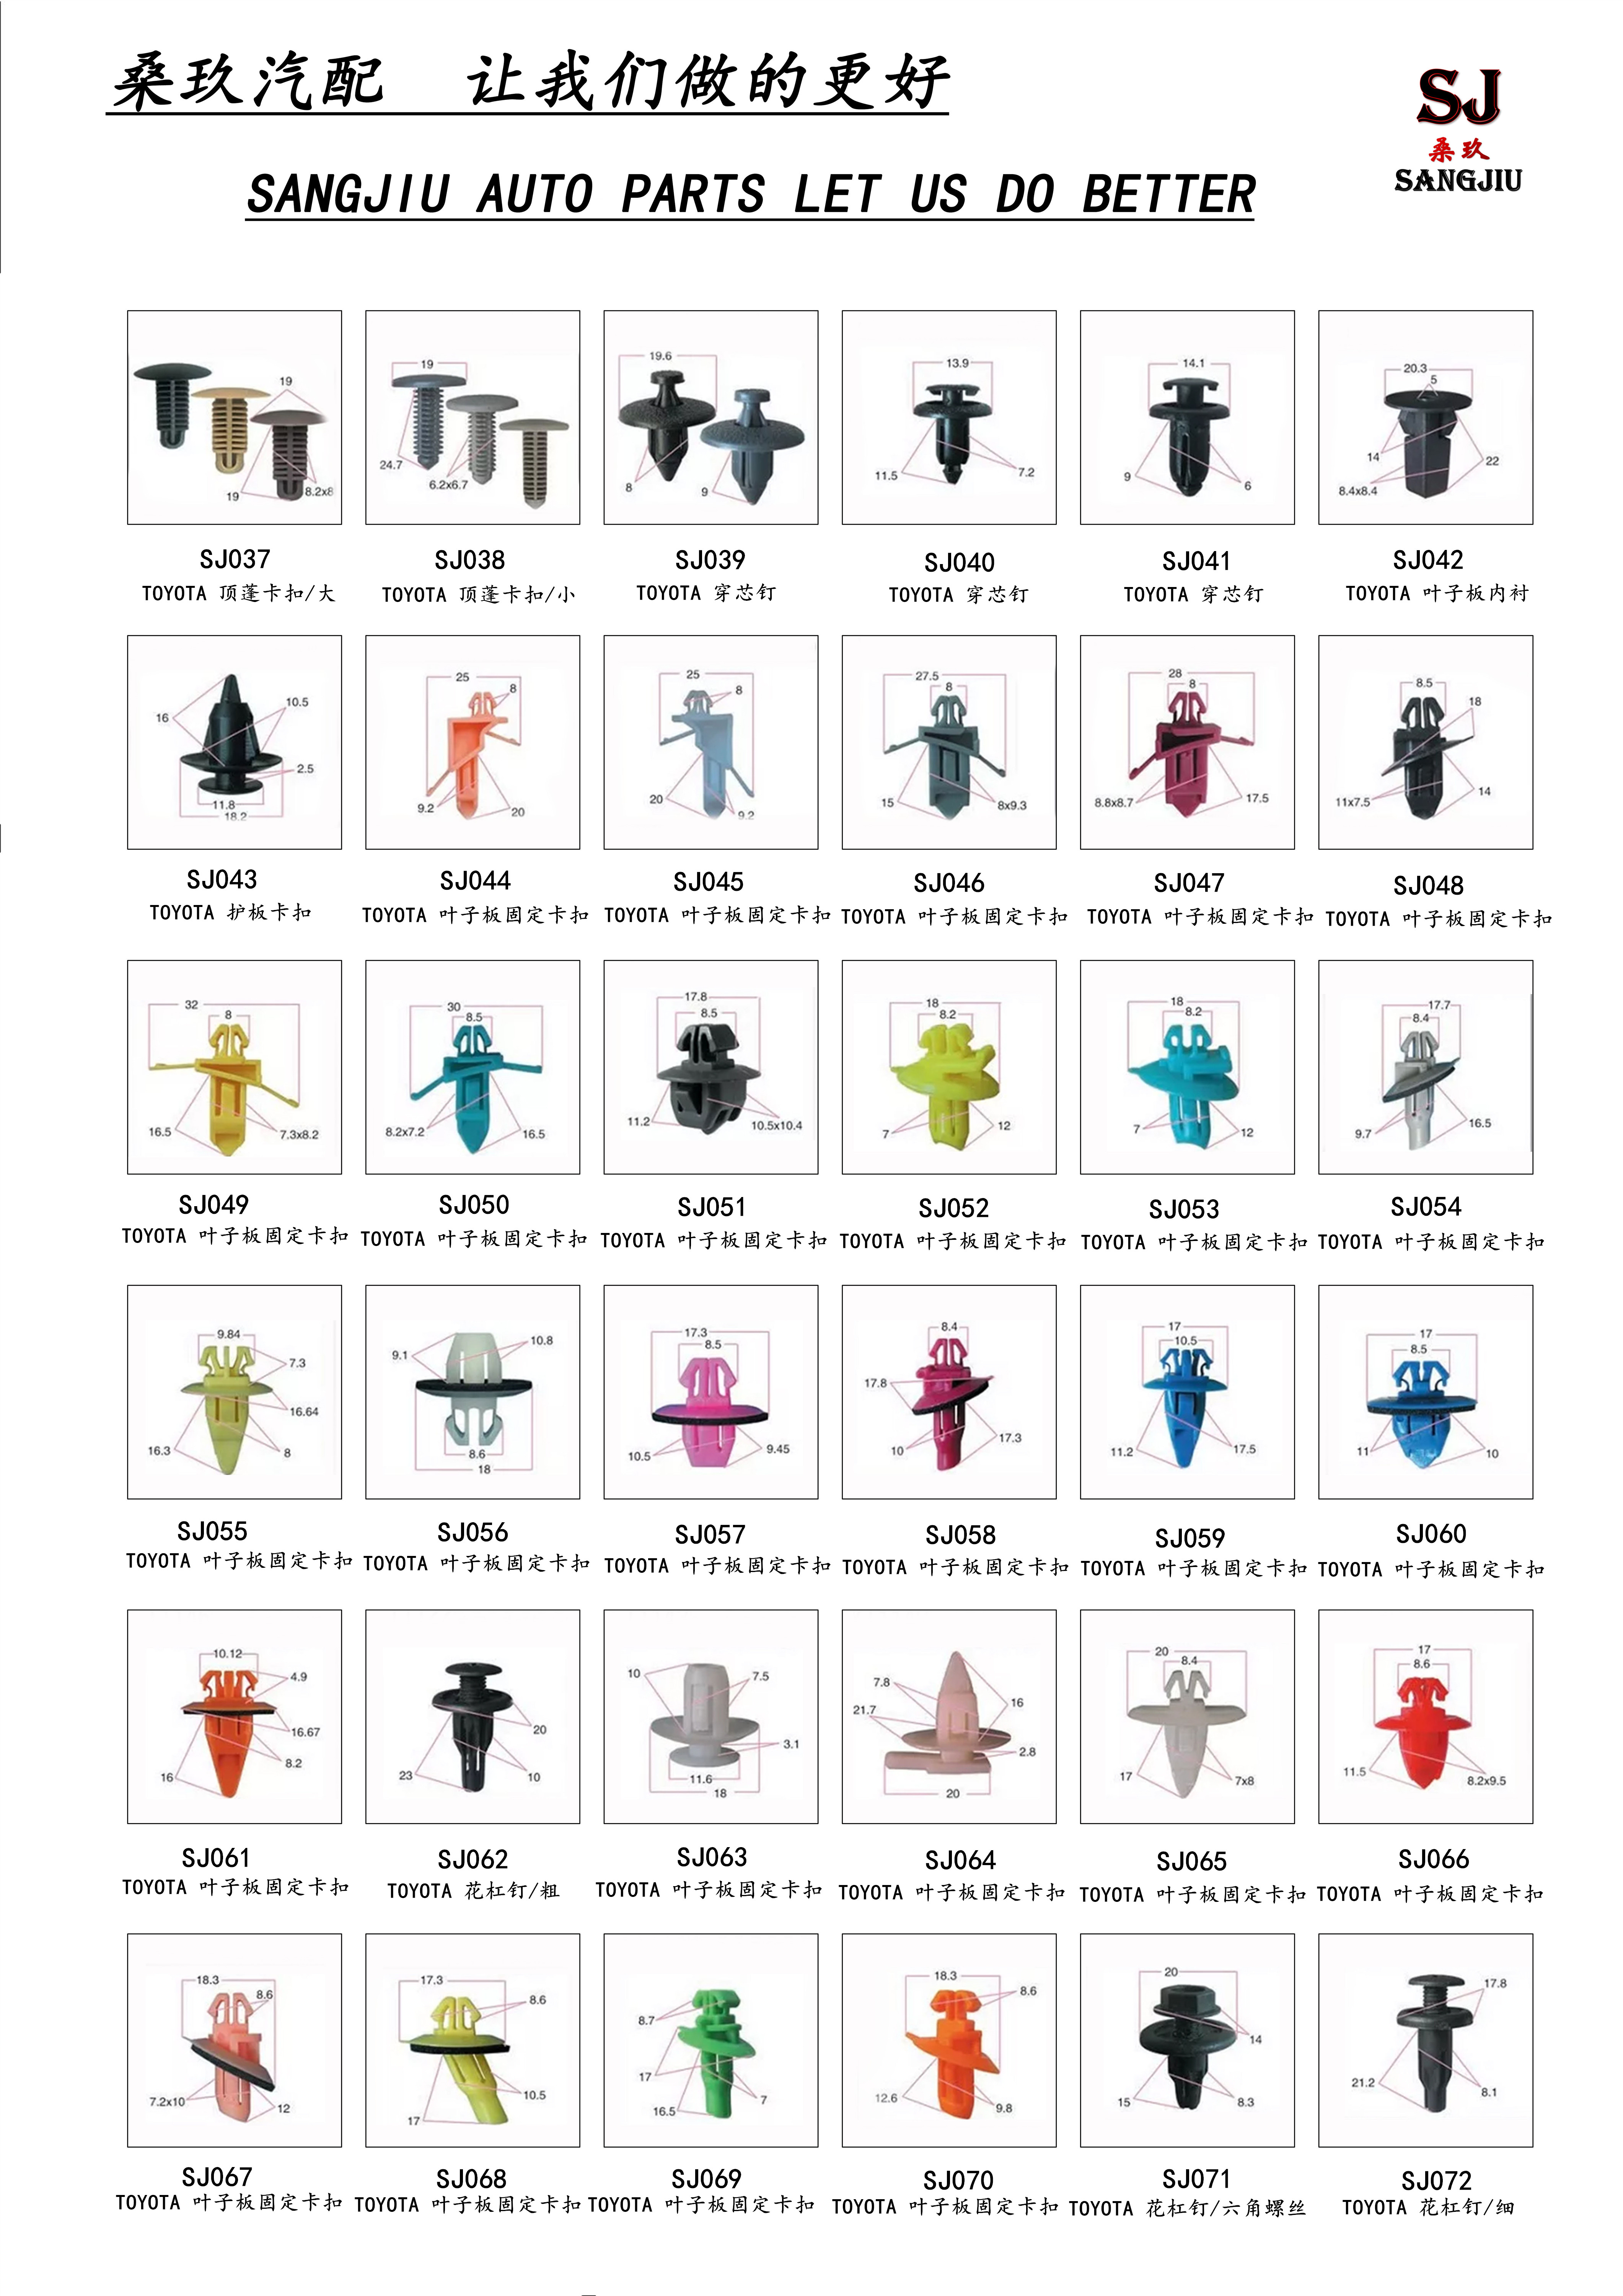 桑玖汽配 让我们做的更好
SJ
桑玖
SANGJIU
SANGJIU AUTO PARTS LET US DO BETTER
19
19
8.2x8
19
24.7
6.2x6.7
19.6
8
9
13.9
11.5
7.2
14.1
9
6
20.3
5
14
22
8.4x8.4
SJ037
TOYOTA 顶蓬卡扣/大
SJ038
TOYOTA 顶蓬卡扣/小
SJ039
TOYOTA 穿芯钉
SJ040
TOYOTA 穿芯钉
SJ041
TOYOTA 穿芯钉
SJ042
TOYOTA 叶子板内衬
16
10.5
2.5
11.8
18.2
25
8
9.2
20
25
8
20
9.2
27.5
8
15
8x9.3
28
8
8.8x8.7
17.5
8.5
18
11x7.5
14
SJ043
TOYOTA 护板卡扣
SJ044
TOYOTA 叶子板固定卡扣
SJ045
TOYOTA 叶子板固定卡扣
SJ046
TOYOTA 叶子板固定卡扣
SJ047
TOYOTA 叶子板固定卡扣
SJ048
TOYOTA 叶子板固定卡扣
32
8
16.5
7.3x8.2
30
8.5
8.2x7.2
16.5
17.8
8.5
11.2
10.5x10.4
18
8.2
7
12
18
8.2
7
12
17.7
8.4
9.7
16.5
SJ049
TOYOTA 叶子板固定卡扣
SJ050
TOYOTA 叶子板固定卡扣
SJ051
TOYOTA 叶子板固定卡扣
SJ052
TOYOTA 叶子板固定卡扣
SJ053
TOYOTA 叶子板固定卡扣
SJ054
TOYOTA 叶子板固定卡扣
9.84
7.3
16.64
16.3
8
9.1
10.8
8.6
18
17.3
8.5
10.5
9.45
8.4
17.8
10
17.3
17
10.5
11.2
17.5
17
8.5
11
10
SJ055
TOYOTA 叶子板固定卡扣
SJ056
TOYOTA 叶子板固定卡扣
SJ057
TOYOTA 叶子板固定卡扣
SJ058
TOYOTA 叶子板固定卡扣
SJ059
TOYOTA 叶子板固定卡扣
SJ060
TOYOTA 叶子板固定卡扣
10.12
4.9
16.67
8.2
16
20
23
10
10
7.5
3.1
11.6
18
7.8
21.7
16
2.8
20
20
8.4
17
7x8
17
8.6
11.5
8.2x9.5
SJ061
TOYOTA 叶子板固定卡扣
SJ062
TOYOTA 花杠钉/粗
SJ063
TOYOTA 叶子板固定卡扣
SJ064
TOYOTA 叶子板固定卡扣
SJ065
TOYOTA 叶子板固定卡扣
SJ066
TOYOTA 叶子板固定卡扣
18.3
8.6
7.2x10
12
17.3
8.6
10.5
17
8.7
17
16.5
7
18.3
8.6
12.6
9.8
20
14
15
8.3
17.8
21.2
8.1
SJ067
TOYOTA 叶子板固定卡扣
SJ068
TOYOTA 叶子板固定卡扣
SJ069
TOYOTA 叶子板固定卡扣
SJ070
TOYOTA 叶子板固定卡扣
SJ071
TOYOTA 花杠钉/六角螺丝
SJ072
TOYOTA 花杠钉/细